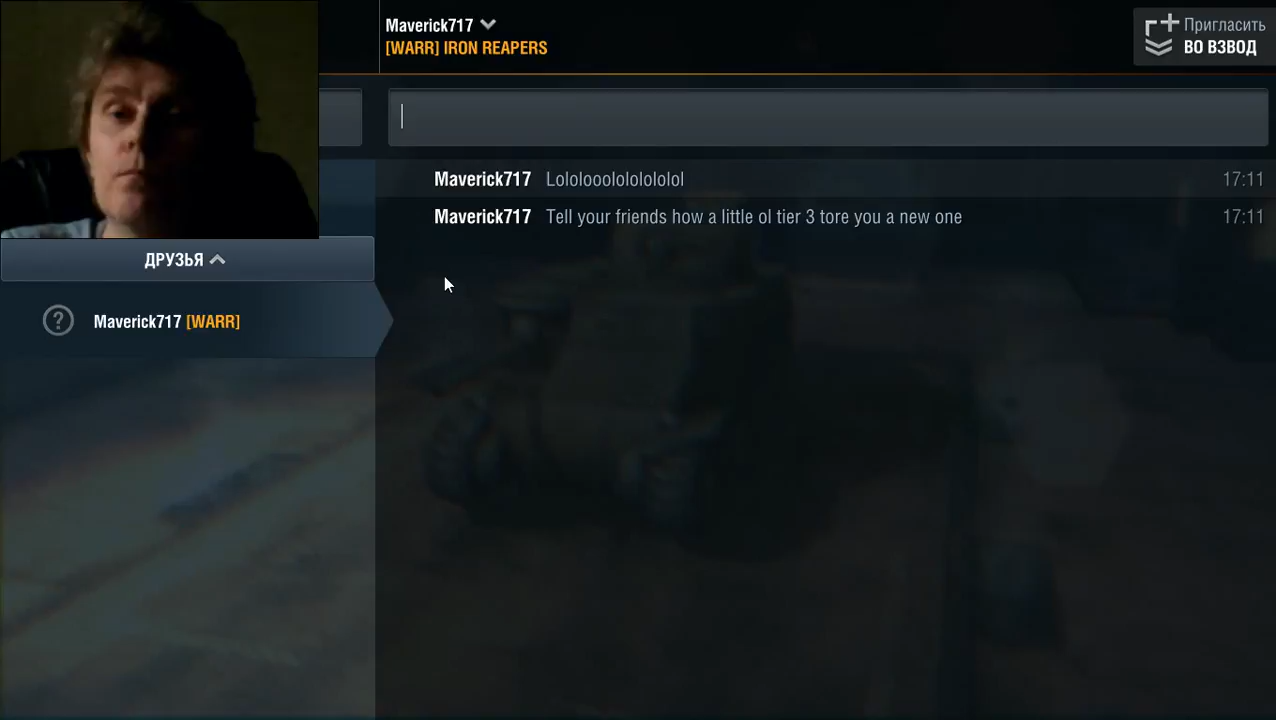 Maverick717
[WARR] IRON REAPERS
Пригласить
ВО ВЗВОД
Maverick717 Lololooolololololol 17:11
Maverick717 Tell your friends how a little ol tier 3 tore you a new one 17:11
ДРУЗЬЯ
Maverick717 [WARR]